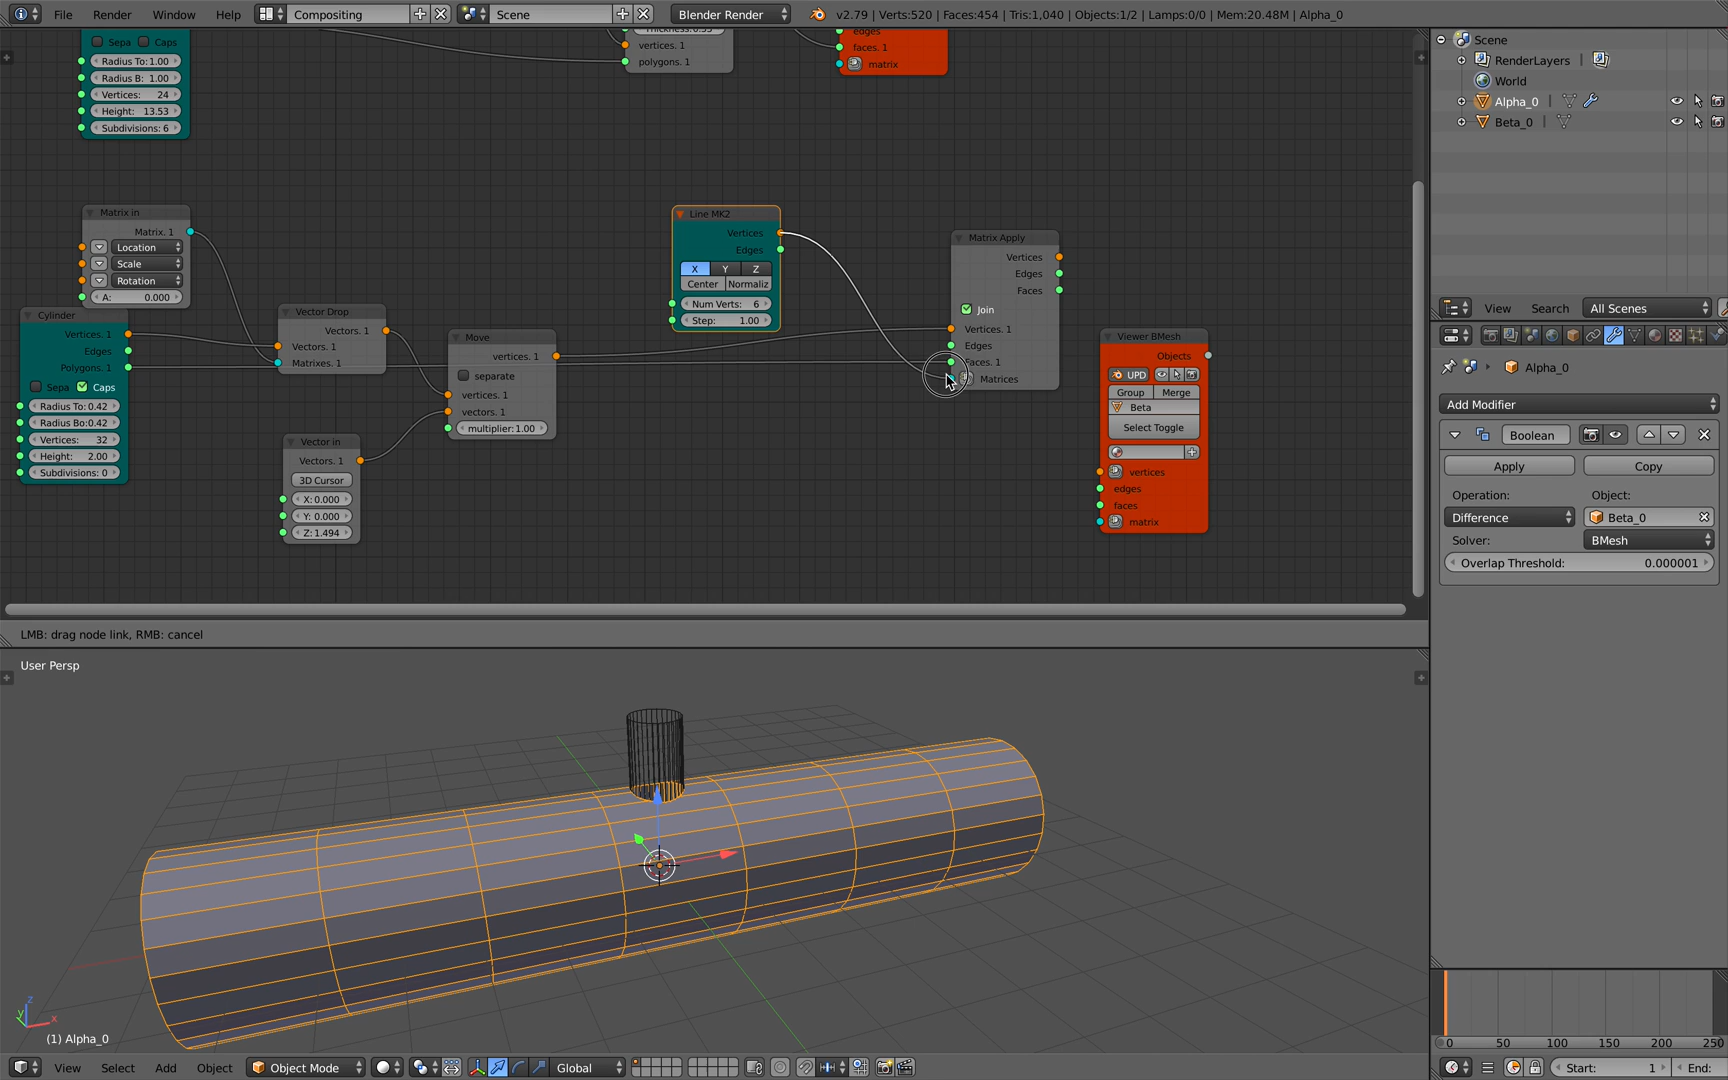 File Render Window Help Compositing Scene Blender Render v2.79 | Verts:520 | Faces:454 | Tris:1,040 | Objects:1/2 | Lamps:0/0 | Mem:20.48M | Alpha_0
Sepa Caps
Radius To: 1.00
Radius B: 1.00
Vertices: 24
Height: 13.53
Subdivisions: 6
vertices. 1
polygons. 1
edges
faces. 1
matrix
Matrix in
Matrix. 1
Location
Scale
Rotation
A: 0.000
Cylinder
Vertices. 1
Edges
Polygons. 1
Sepa Caps
Radius To: 0.42
Radius Bo: 0.42
Vertices: 32
Height: 2.00
Subdivisions: 0
Vector Drop
Vectors. 1
Vectors. 1
Matrixes. 1
Vector in
Vectors. 1
3D Cursor
X: 0.000
Y: 0.000
Z: 1.494
Move
vertices. 1
separate
vertices. 1
vectors. 1
multiplier: 1.00
Line MK2
Vertices
Edges
X Y Z
Center Normaliz
Num Verts: 6
Step: 1.00
Matrix Apply
Vertices
Edges
Faces
Join
Vertices. 1
Edges
Faces. 1
Matrices
Viewer BMesh
Objects
UPD
Group Merge
Beta
Select Toggle
vertices
edges
faces
matrix
LMB: drag node link, RMB: cancel
User Persp
(1) Alpha_0
z
y
x
View Select Add Object Object Mode Global
Scene
RenderLayers
World
Alpha_0
Beta_0
View Search All Scenes
Alpha_0
Add Modifier
Boolean
Apply Copy
Operation: Object:
Difference Beta_0
Solver: BMesh
Overlap Threshold: 0.000001
0 50 100 150 200 250
Start: 1 End: